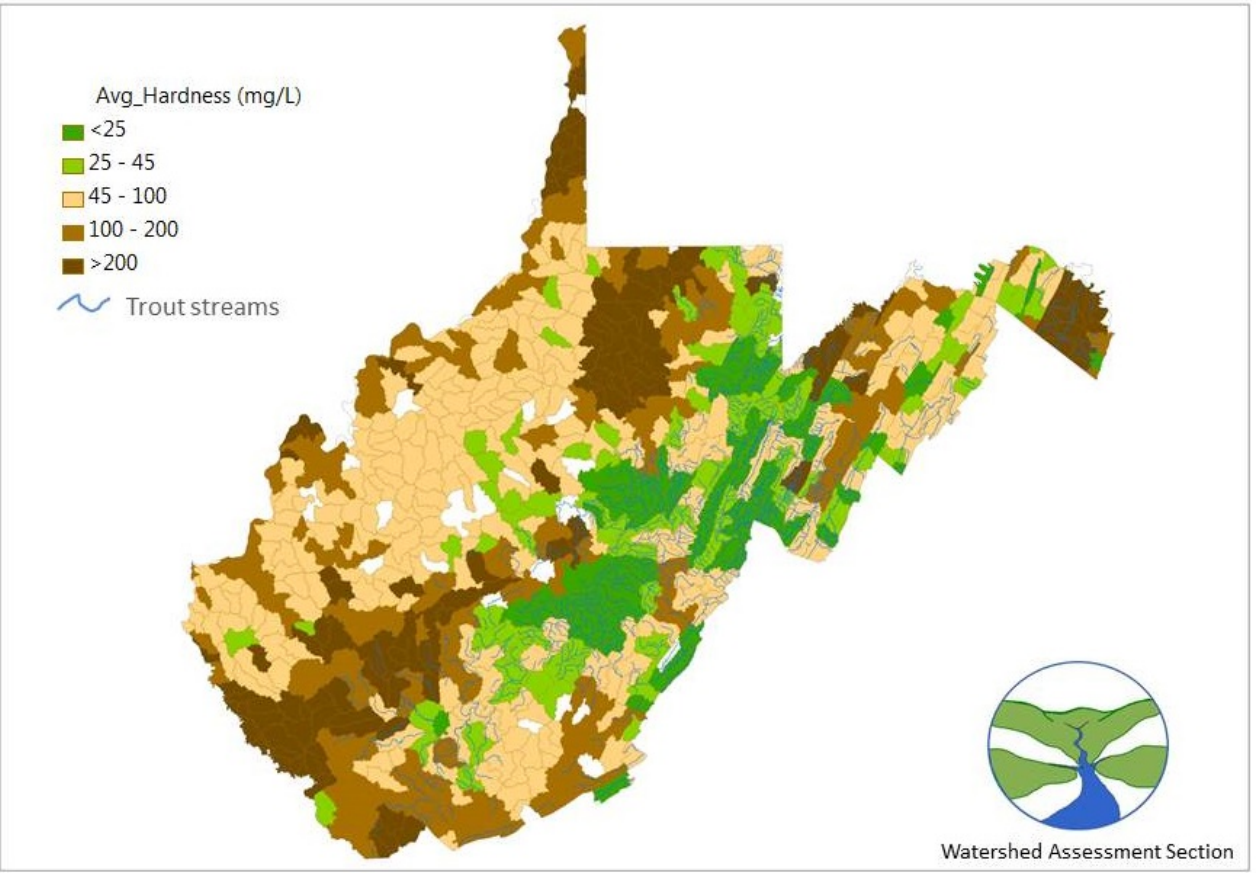 Avg_Hardness (mg/L)
<25
25 - 45
45 - 100
100 - 200
>200
Trout streams
Watershed Assessment Section